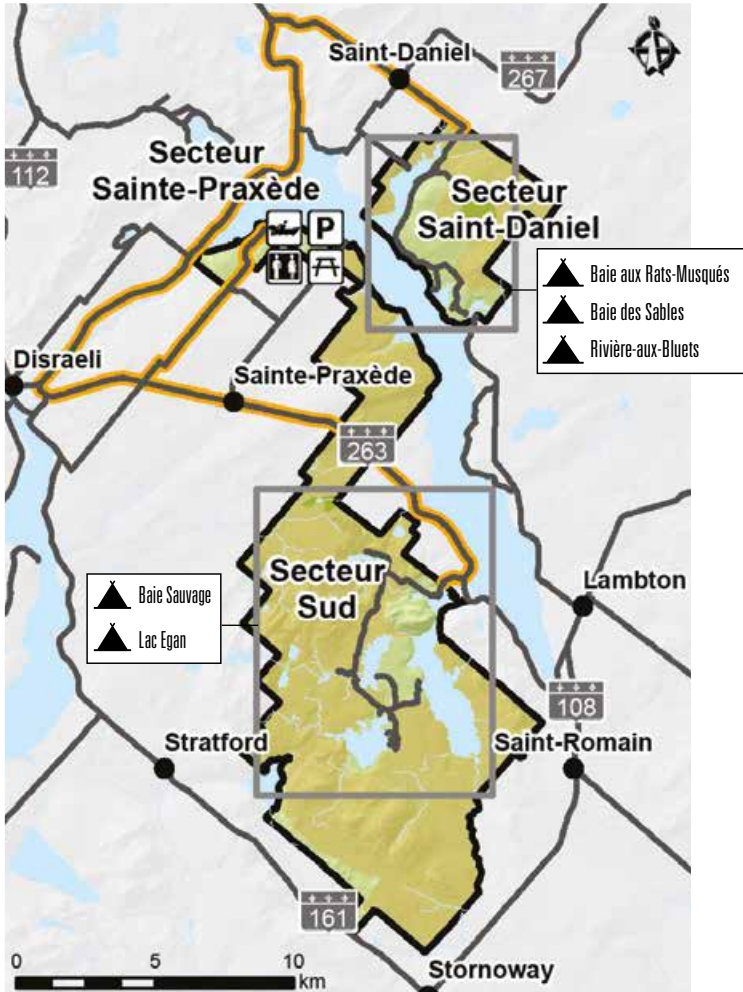 Saint-Daniel
267
112
Secteur
Sainte-Praxède
P
Secteur
Saint-Daniel
Baie aux Rats-Musqués
Baie des Sables
Rivière-aux-Bluets
Disraeli
Sainte-Praxède
263
Secteur
Sud
Baie Sauvage
Lac Egan
Lambton
108
Stratford
Saint-Romain
161
0 5 10
km
Stornoway